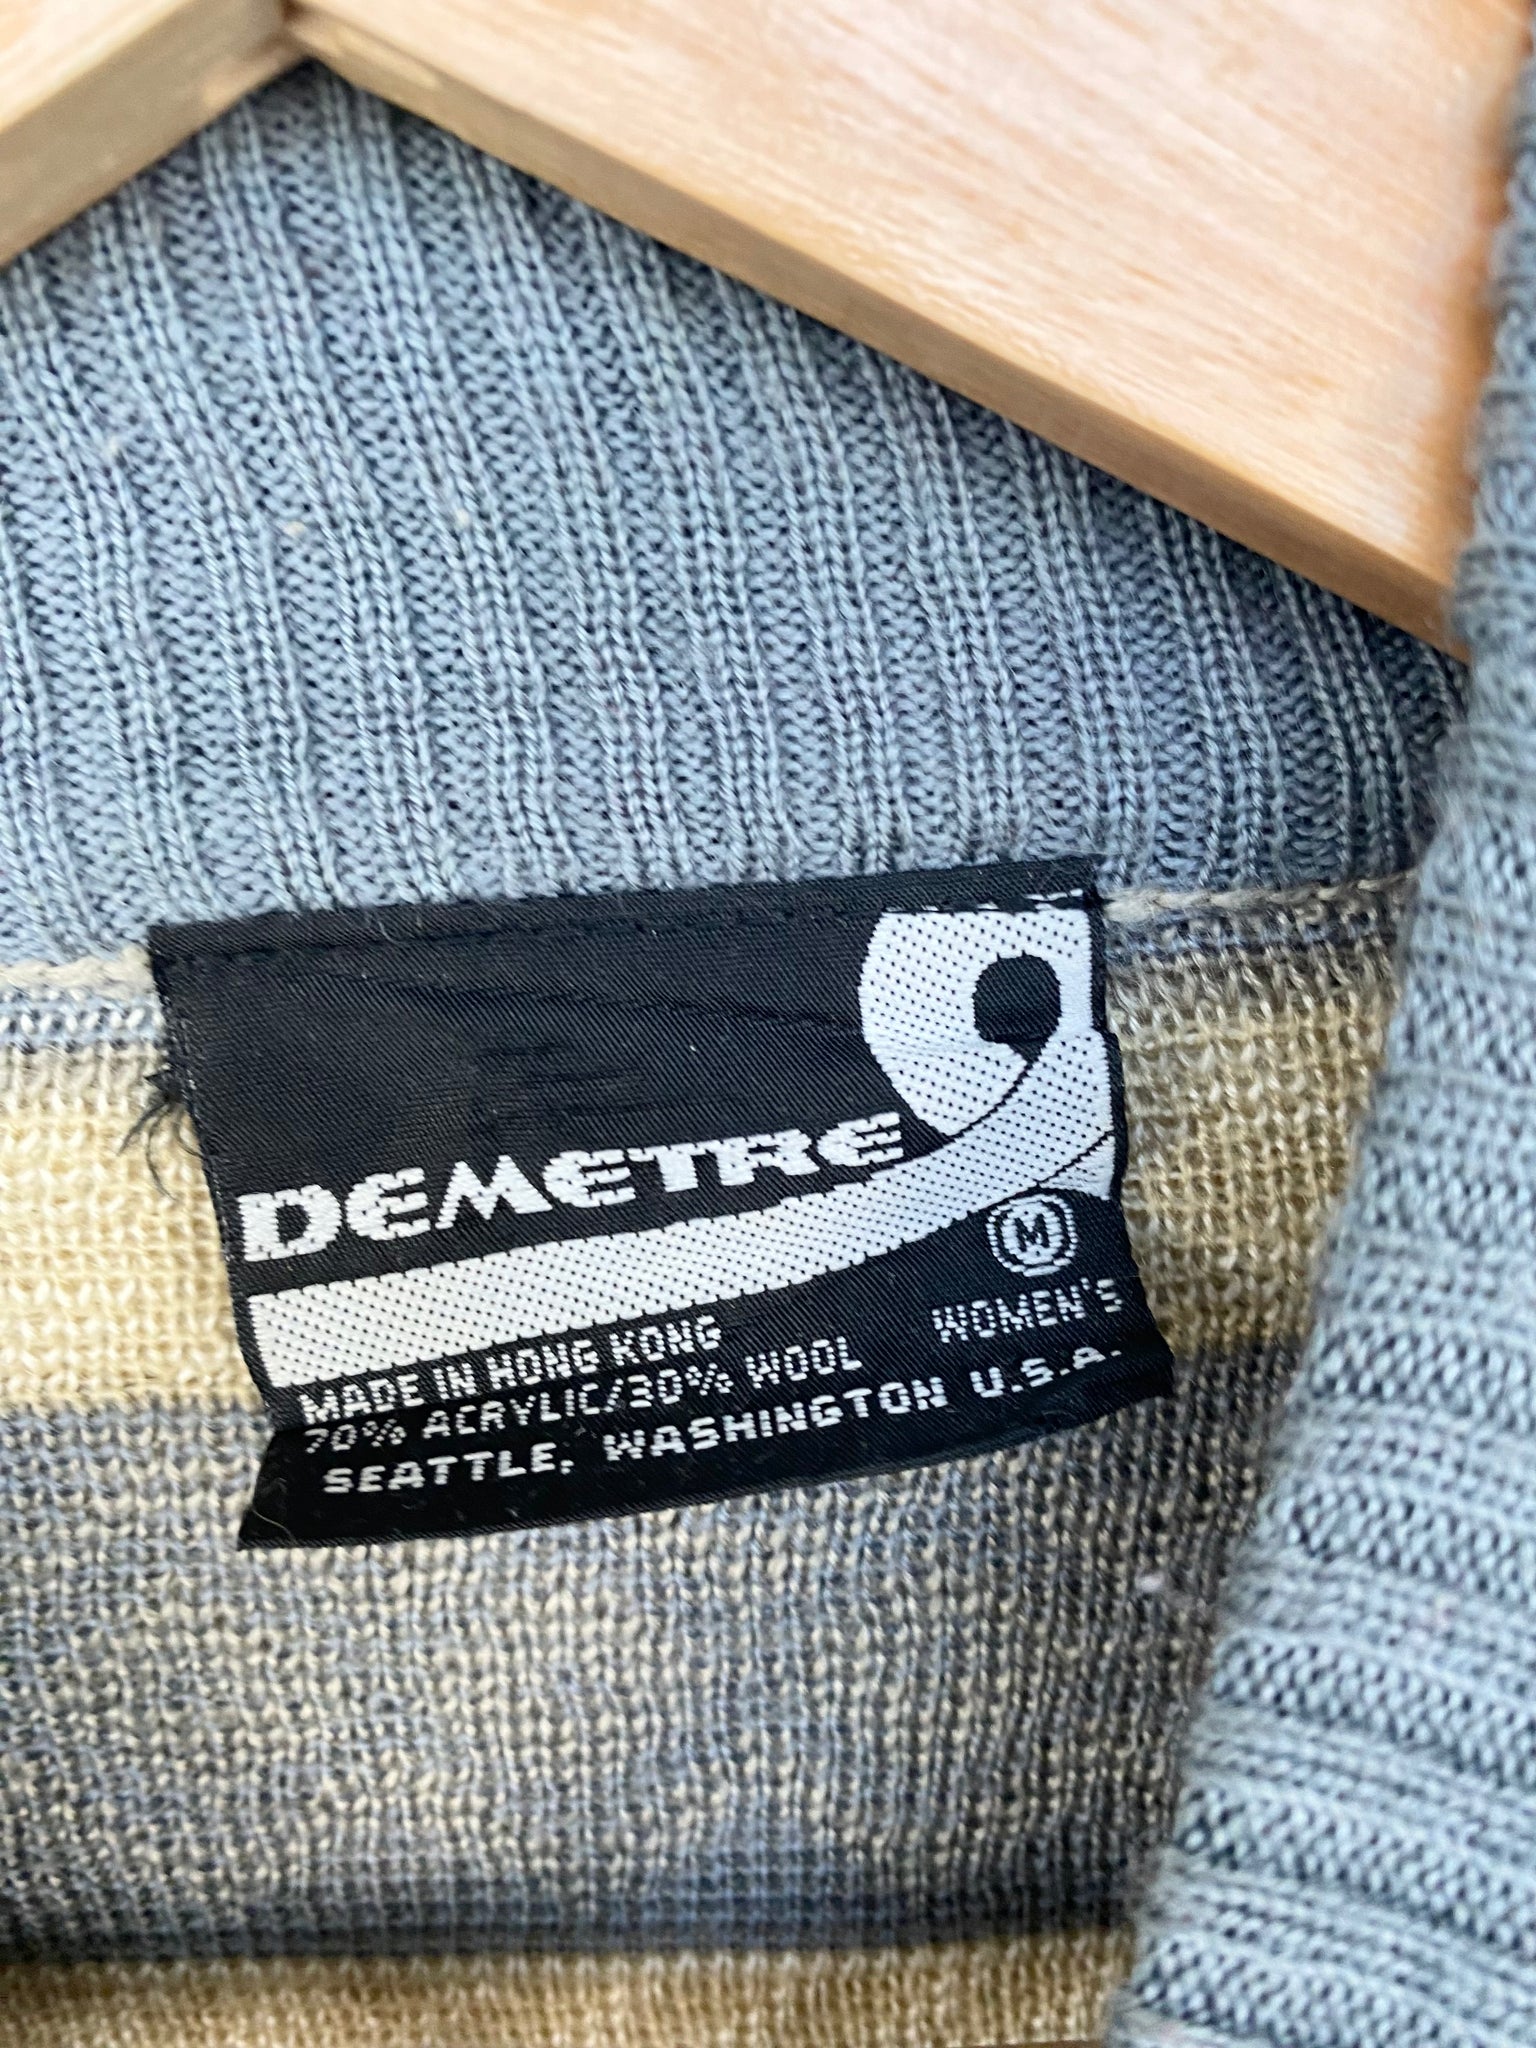 DEMETRE
M
MADE IN HONG KONG
70% ACRYLIC/30% WOOL WOMEN'S
SEATTLE, WASHINGTON U.S.A.